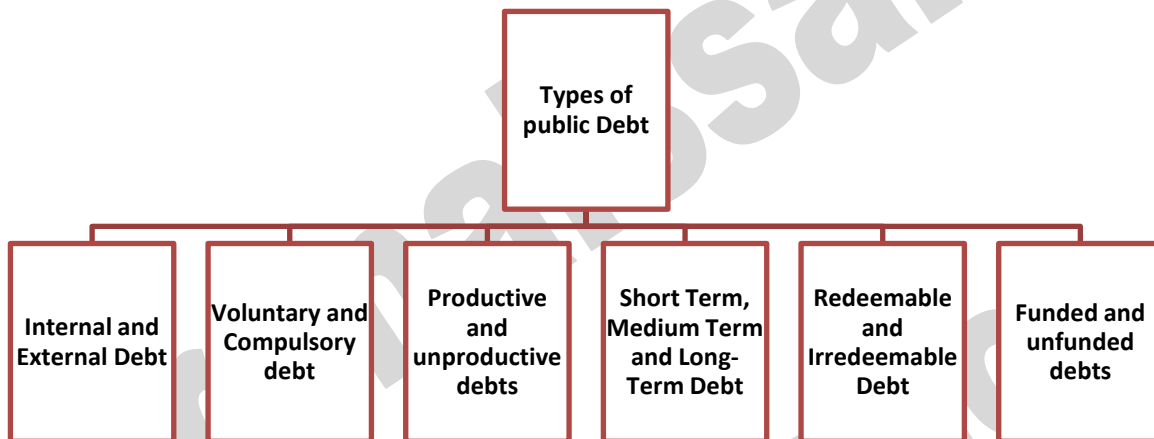 Types of
public Debt
Internal and
External Debt
Voluntary and
Compulsory
debt
Productive
and
unproductive
debts
Short Term,
Medium Term
and Long-
Term Debt
Redeemable
and
Irredeemable
Debt
Funded and
unfunded
debts